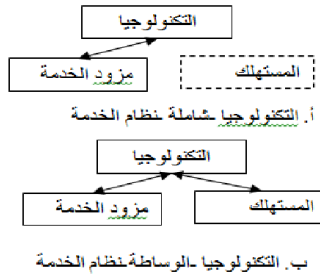 التكنولوجيا
مزود الخدمة
المستهلك
أ. التكنولوجيا -شاملة -نظام الخدمة
التكنولوجيا
مزود الخدمة
المستهلك
ب. التكنولوجيا -الوساطة-نظام الخدمة